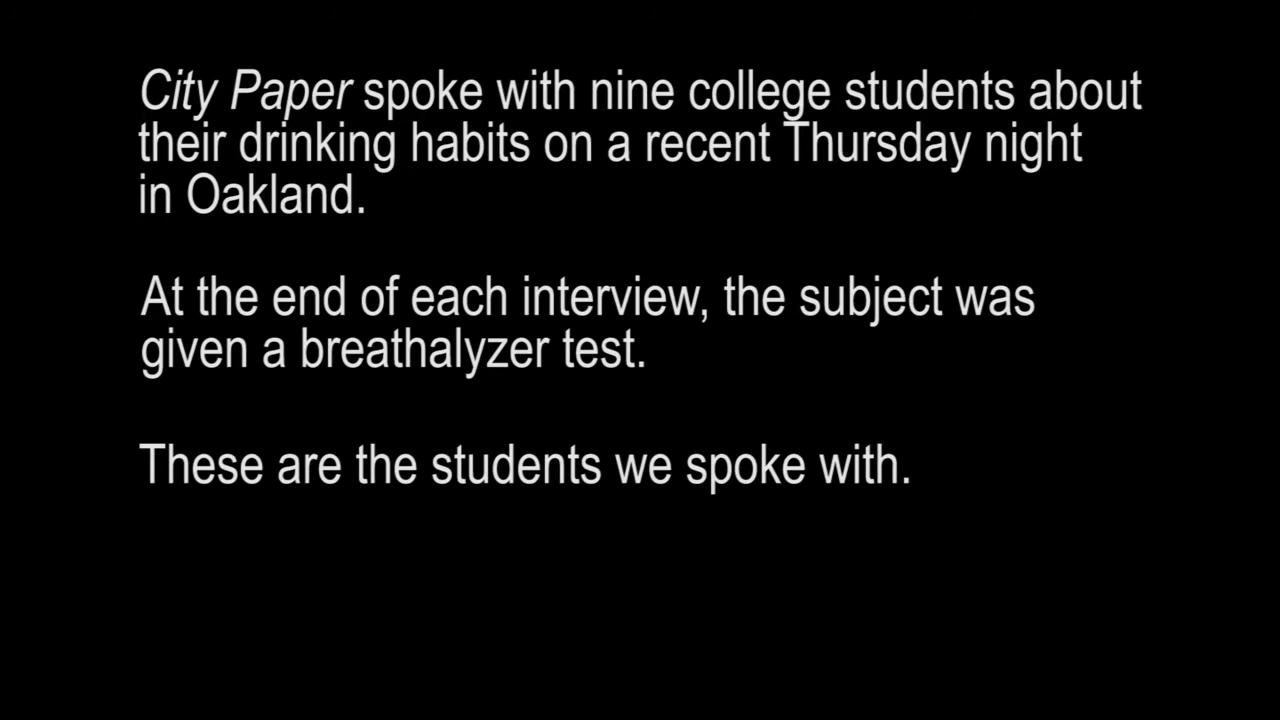 City Paper spoke with nine college students about
their drinking habits on a recent Thursday night
in Oakland.
At the end of each interview, the subject was
given a breathalyzer test.
These are the students we spoke with.